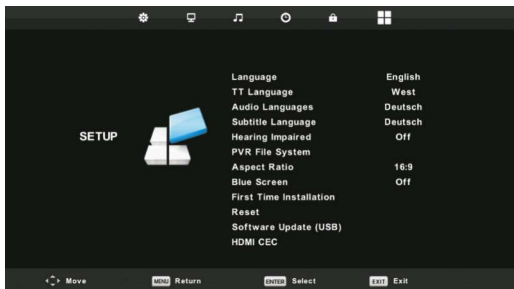 Language English
TT Language West
Audio Languages Deutsch
Subtitle Language Deutsch
SETUP
Hearing Impaired Off
PVR File System
Aspect Ratio 16:9
Blue Screen Off
First Time Installation
Reset
Software Update (USB)
HDMI CEC
Move MENU Return ENTER Select EXIT Exit